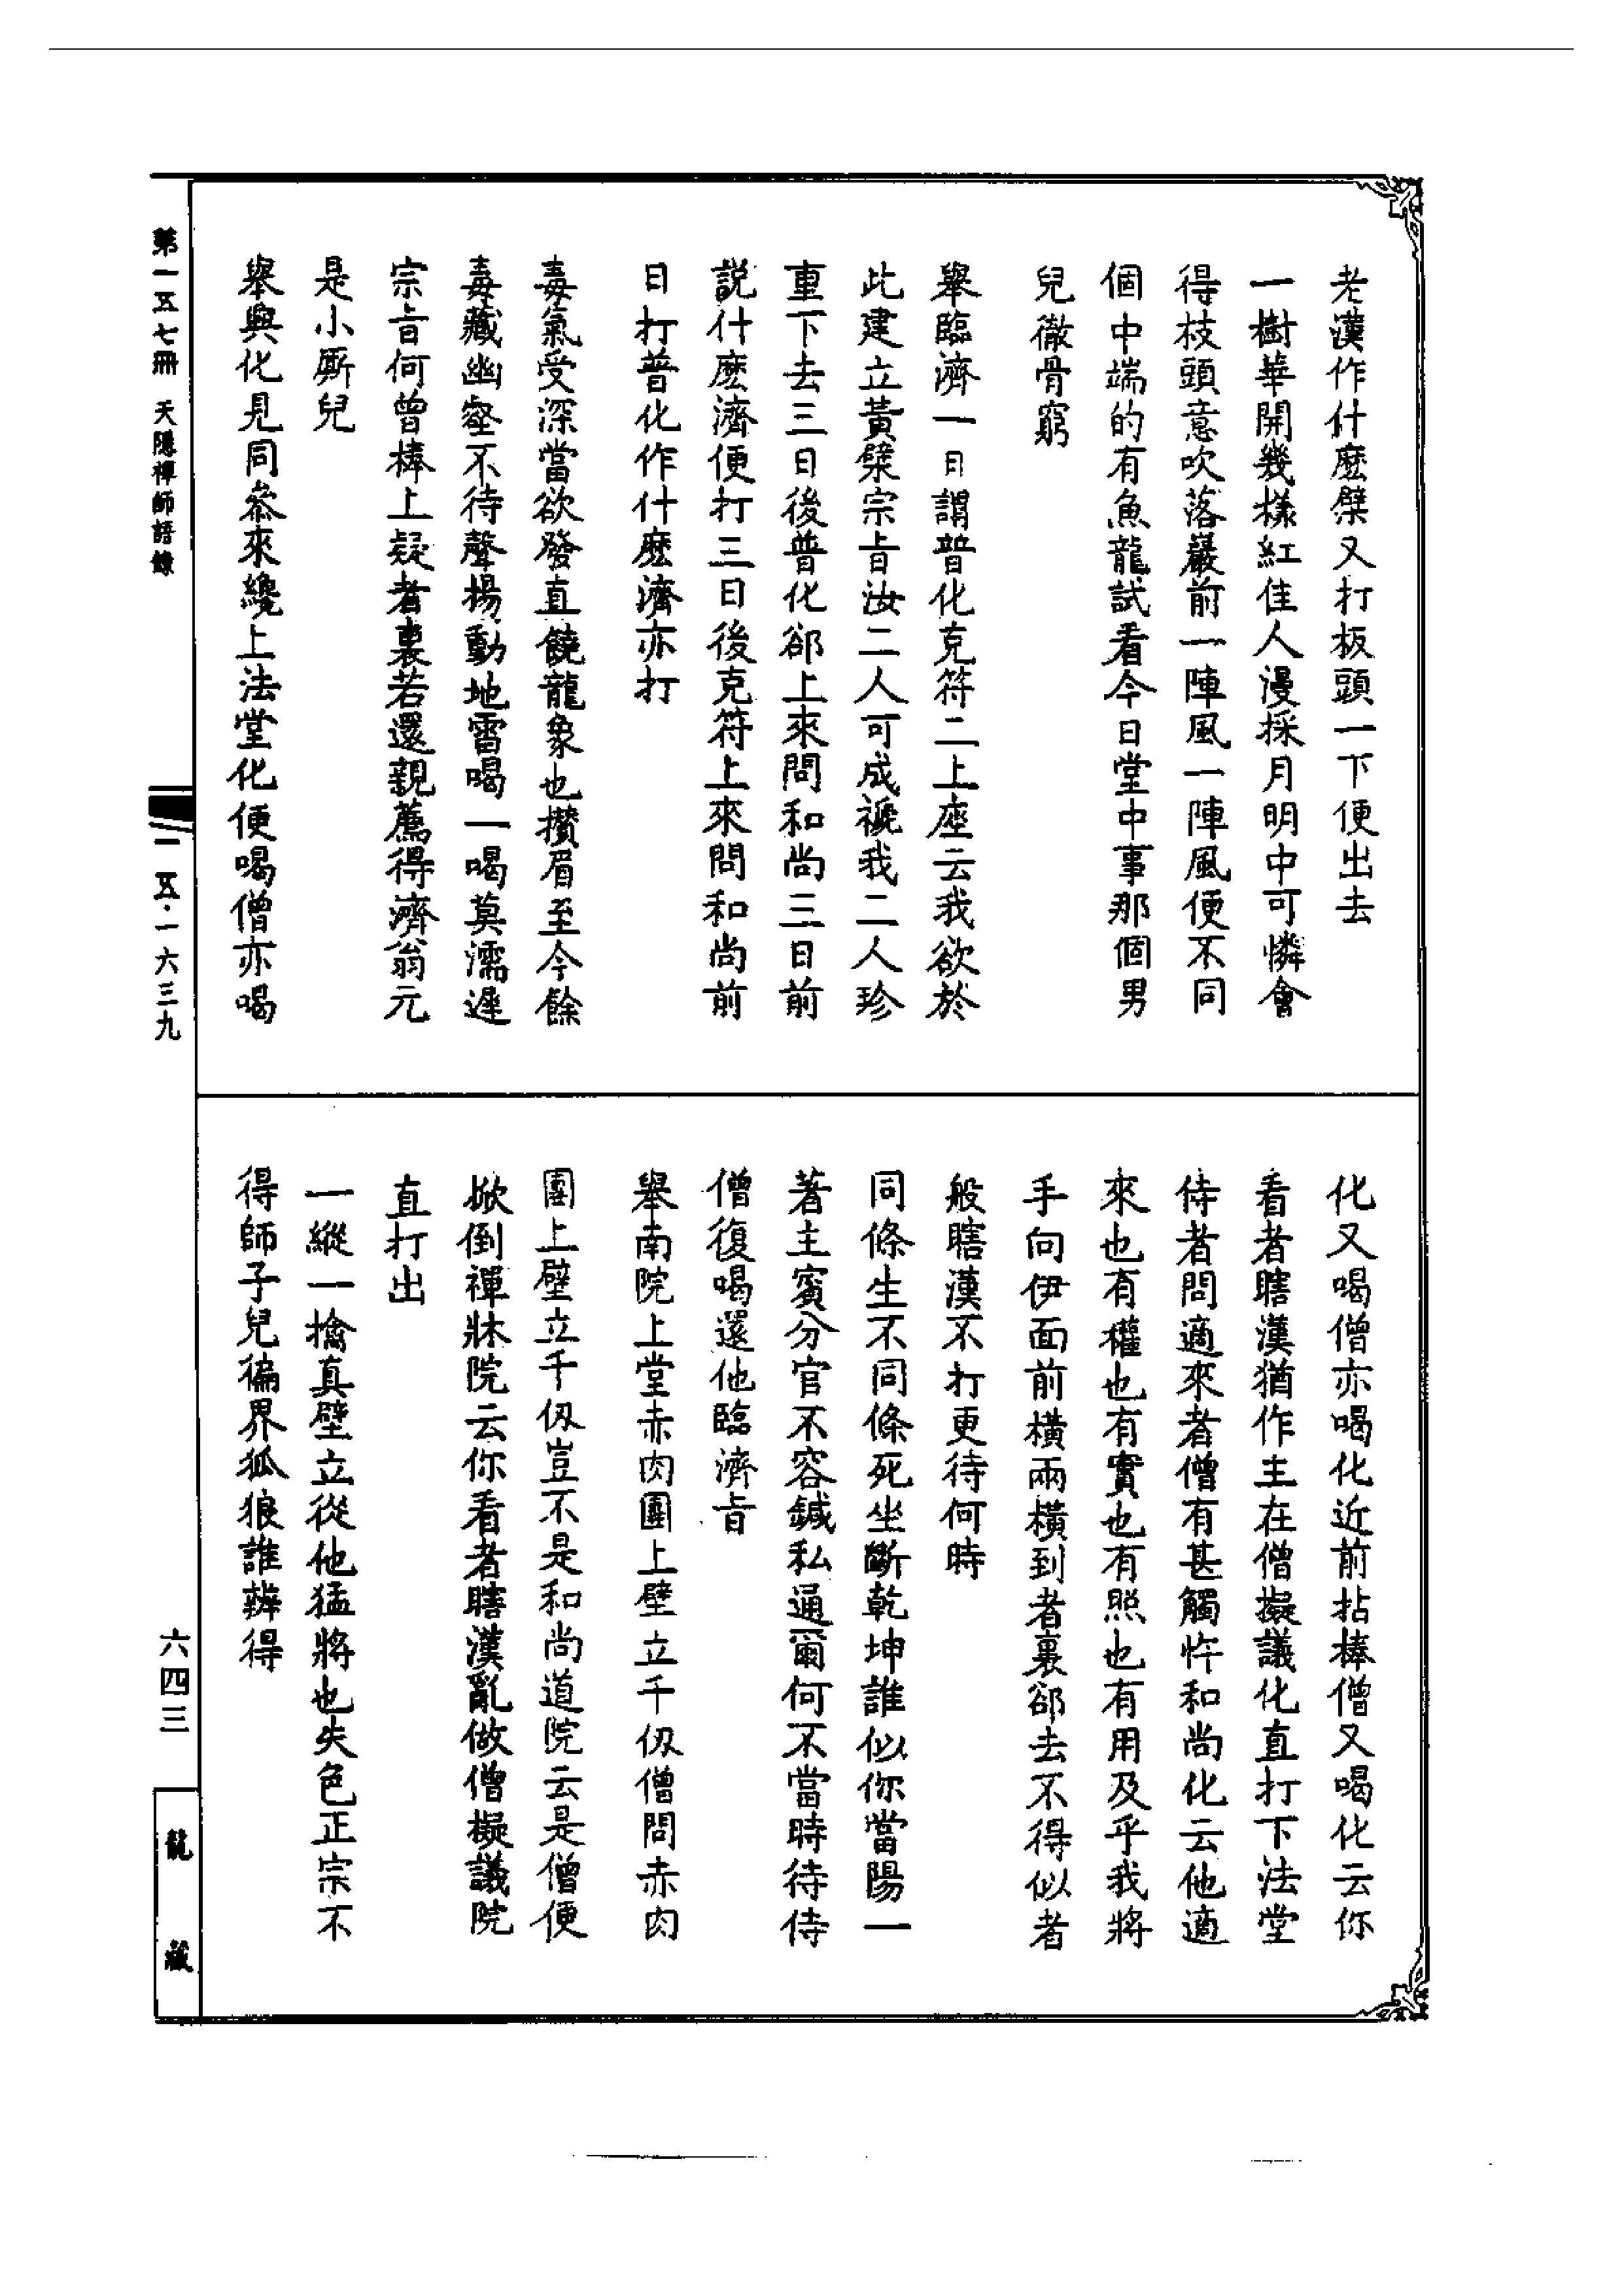 老漢作什麽檗又打板頭一下便出去
一樹華開幾樣紅佳人漫採月明中可憐會
得枝頭意吹落巖前一陣風一陣風便不同
個中端的有魚龍試看今日堂中事那個男
兒徹骨窮
舉臨濟一日謂普化克符二上座云我欲於
此建立黃檗宗旨汝二人可成褫我二人珍
重下去三日後普化郤上來問和尚三日前
說什麽濟便打三日後克符上來問和尚前
日打普化作什麽濟亦打
毒氣受深當欲發直饒龍象也攢眉至今餘
毒藏幽壑不待聲揚動地雷喝一喝莫濡遲
宗旨何曾棒上疑者裏若還親薦得濟翁元
是小厮兒
舉興化見同叅來纔上法堂化便喝僧亦喝
化又喝僧亦喝化近前拈棒僧又喝化云你
看者瞎漢猶作主在僧擬議化直打下法堂
侍者問適來者僧有甚觸忤和尚化云他適
來也有權也有實也有照也有用及乎我將
手向伊面前橫兩橫到者裏郤去不得似者
般瞎漢不打更待何時
同條生不同條死坐斷乾坤誰似你當陽一
著主賓分官不容鍼私通爾何不當時待侍
僧復喝還他臨濟旨
舉南院上堂赤肉團上壁立千仭僧問赤肉
團上壁立千仭豈不是和尚道院云是僧便
掀倒禪牀院云你看者瞎漢亂做僧擬議院
直打出
一縱一擒真壁立從他猛將也失色正宗不
得師子兒徧界狐狼誰辨得
第一五七冊 天隱禪師語錄
一五·一六三九
六四三
龍藏